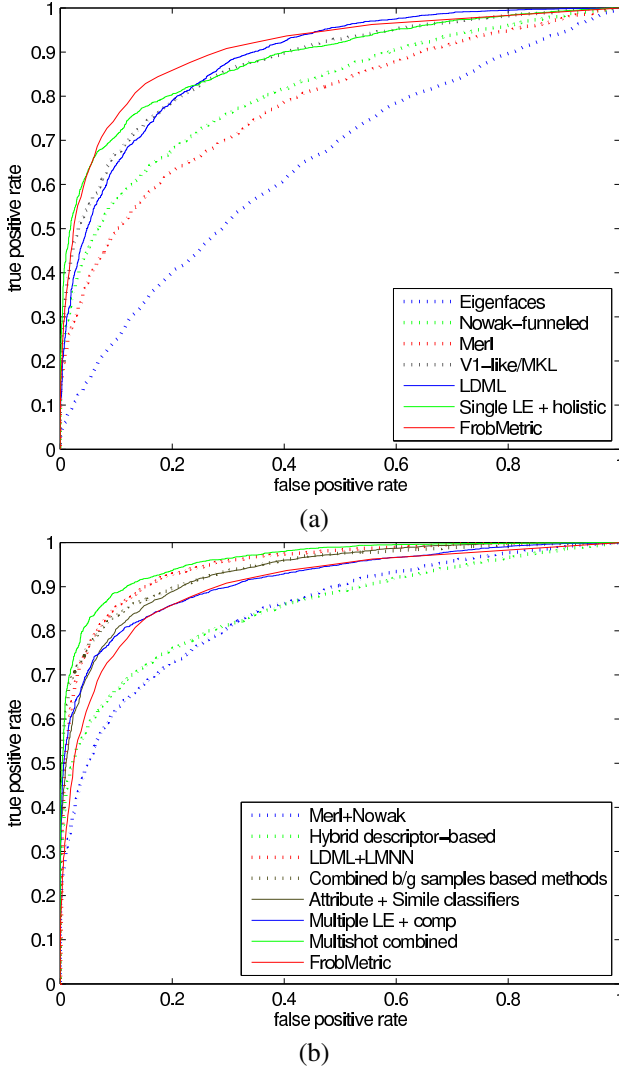 1
0.9
0.8
0.7
0.6
0.5
0.4
0.3
0.2
0.1
0
true positive rate
Eigenfaces
Nowak−funneled
Merl
V1−like/MKL
LDML
Single LE + holistic
FrobMetric
0 0.2 0.4 0.6 0.8
false positive rate
(a)
1
0.9
0.8
0.7
0.6
0.5
0.4
0.3
0.2
0.1
0
true positive rate
Merl+Nowak
Hybrid descriptor−based
LDML+LMNN
Combined b/g samples based methods
Attribute + Simile classifiers
Multiple LE + comp
Multishot combined
FrobMetric
0 0.2 0.4 0.6 0.8
false positive rate
(b)